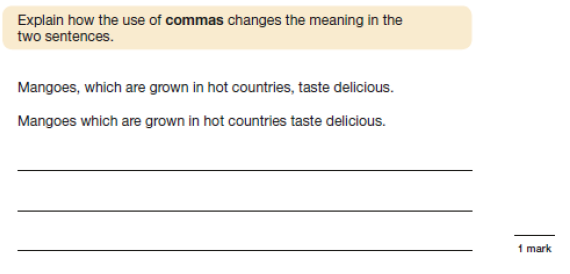 Explain how the use of commas changes the meaning in the
two sentences.
Mangoes, which are grown in hot countries, taste delicious.
Mangoes which are grown in hot countries taste delicious.
1 mark